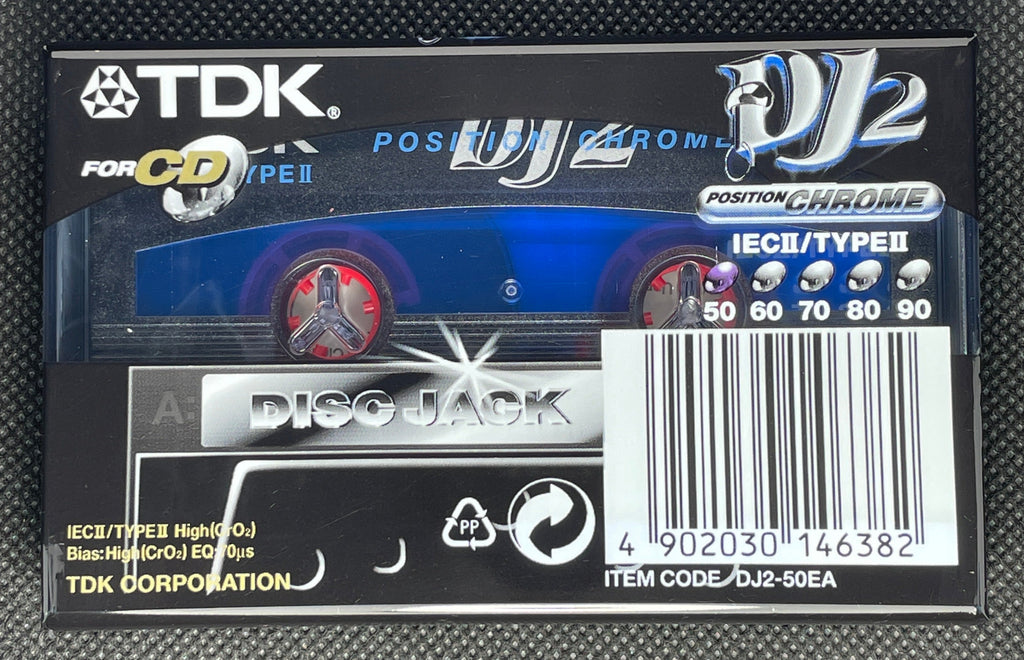 TDK®
DJ2
FOR CD
TYPE II
POSITION CHROME
DJ2
POSITION CHROME
IECII/TYPEII
50 60 70 80 90
A:
DISC JACK
IECII/TYPEII High(CrO₂)
Bias:High(CrO₂) EQ:70µs
TDK CORPORATION
PP
4 902030 146382
ITEM CODE DJ2-50EA